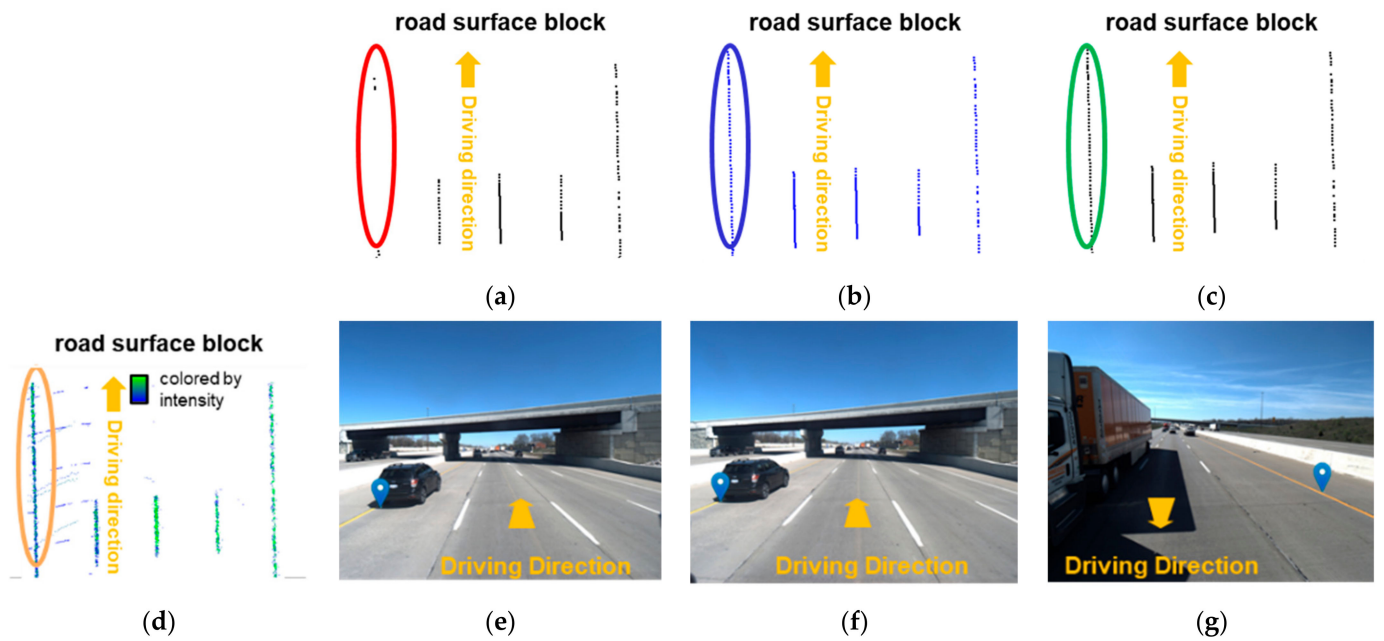 road surface block
Driving direction
(a)
road surface block
Driving direction
(b)
road surface block
Driving direction
(c)
road surface block
colored by
intensity
Driving direction
(d)
Driving Direction
(e)
Driving Direction
(f)
Driving Direction
(g)